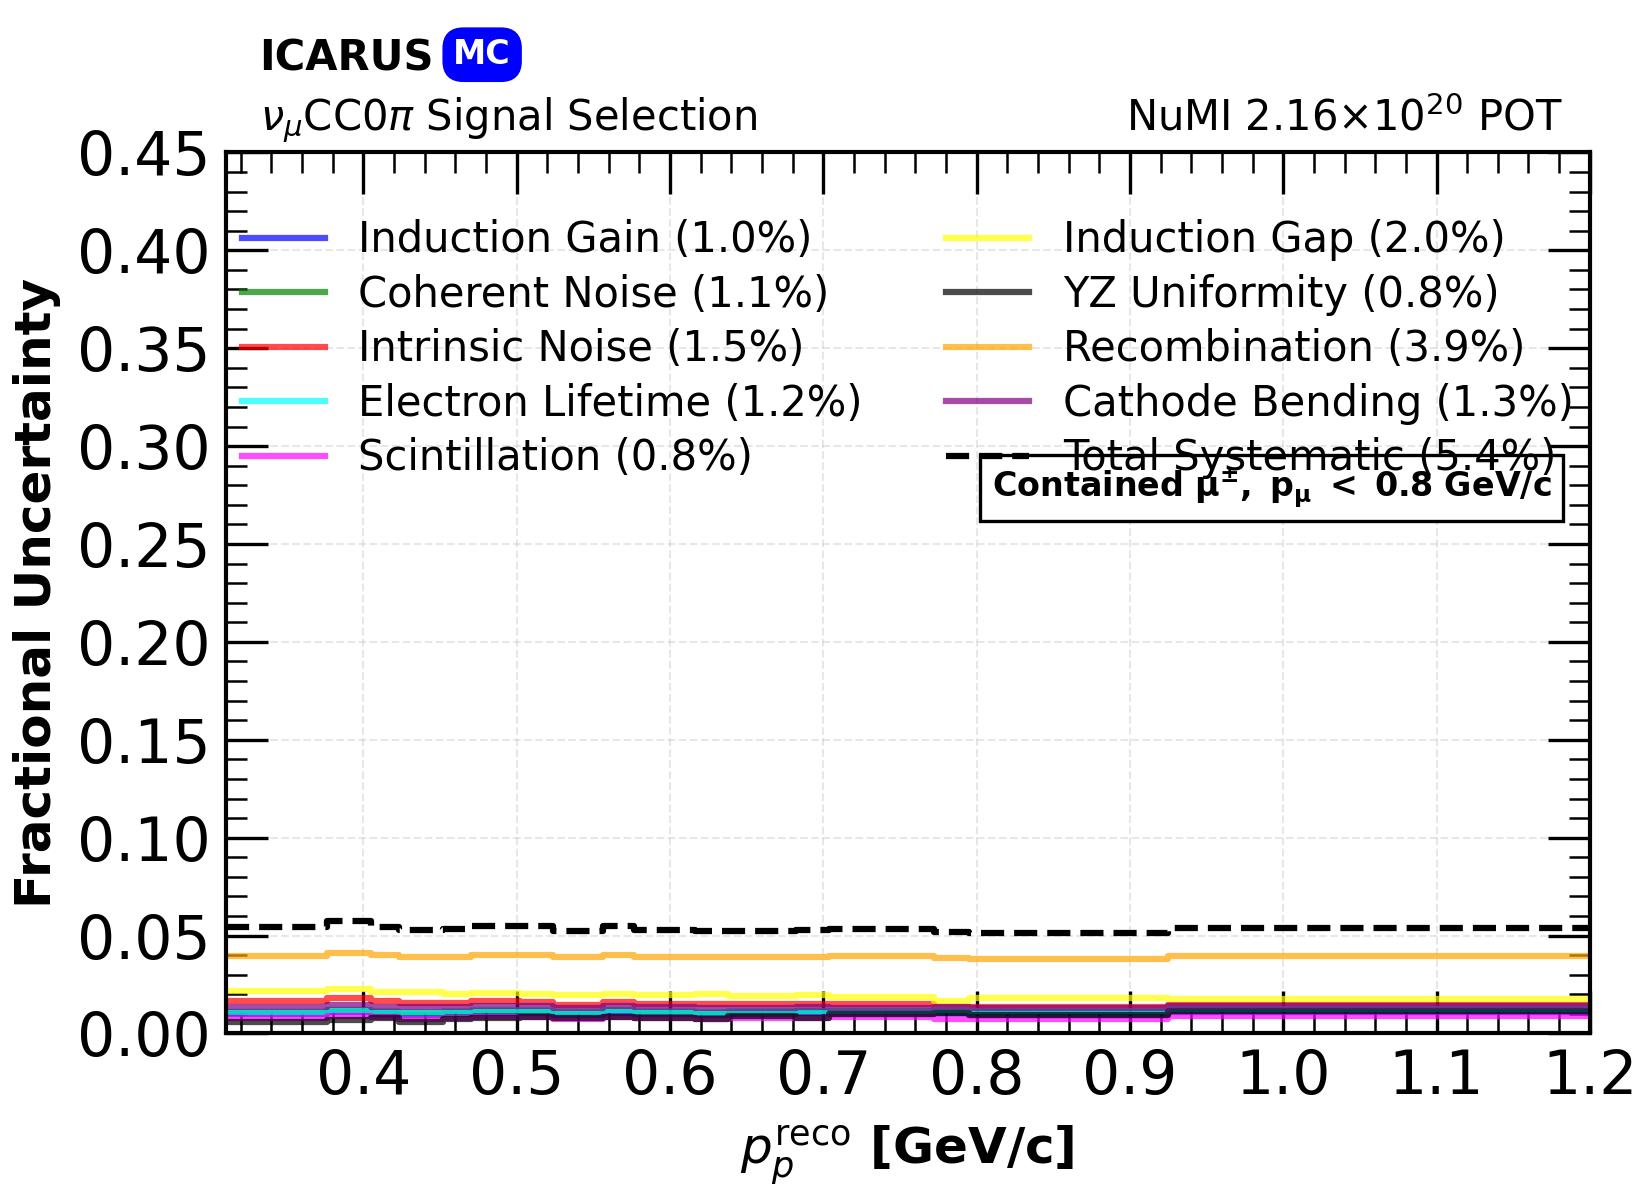 ICARUS MC
νμCC0π Signal Selection NuMI 2.16×10²⁰ POT
0.45
0.40
0.35
0.30
0.25
0.20
0.15
0.10
0.05
0.00
Fractional Uncertainty
Induction Gain (1.0%)
Coherent Noise (1.1%)
Intrinsic Noise (1.5%)
Electron Lifetime (1.2%)
Scintillation (0.8%)
Induction Gap (2.0%)
YZ Uniformity (0.8%)
Recombination (3.9%)
Cathode Bending (1.3%)
Total Systematic (5.4%)
Contained μ±, pμ < 0.8 GeV/c
0.4 0.5 0.6 0.7 0.8 0.9 1.0 1.1 1.2
p_p^reco [GeV/c]